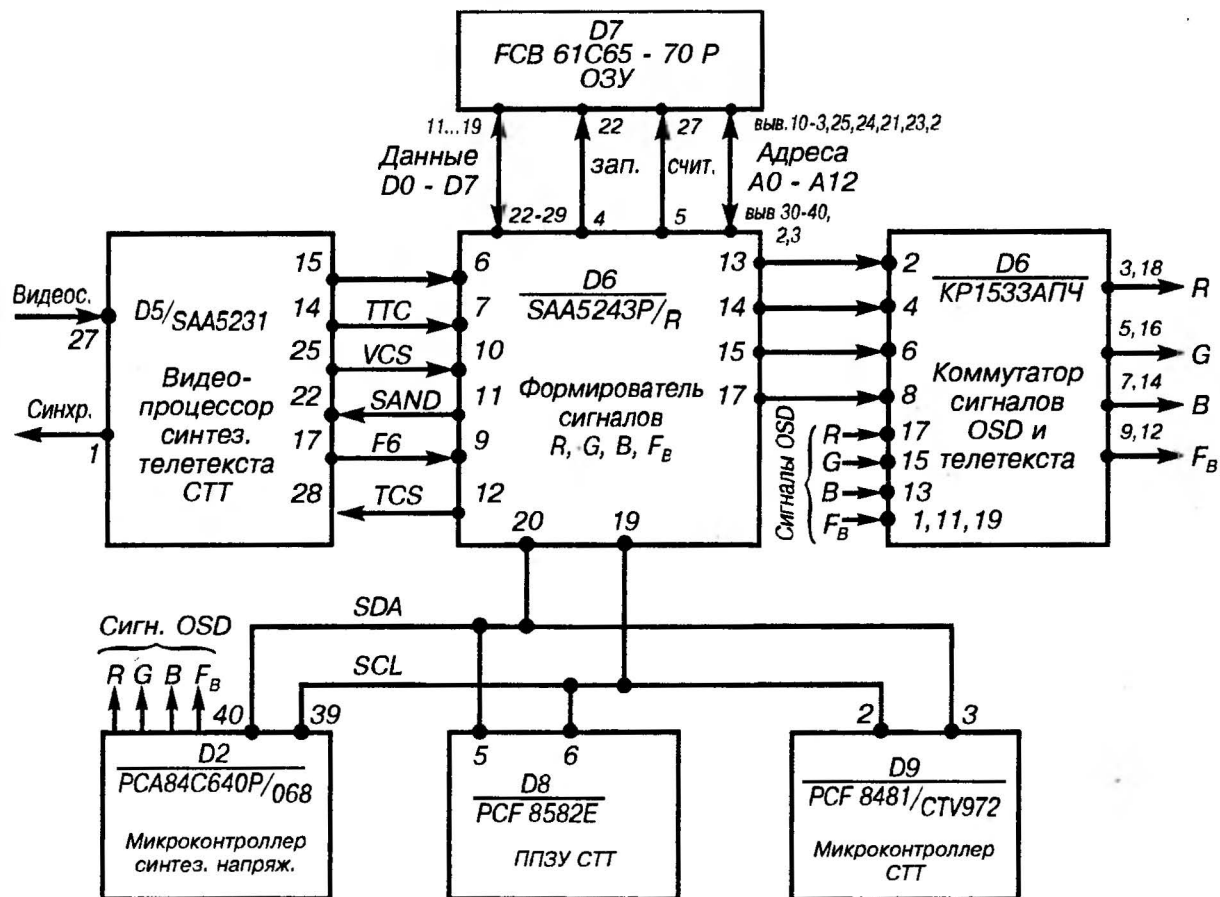 D7
FCB 61C65 - 70 P
ОЗУ
11...19
22
27
выв.10-3,25,24,21,23,2
Данные
D0 - D7
зап.
счит.
Адреса
A0 - A12
22-29
4
5
выв 30-40,
2,3
Видеос.
27
Синхр.
1
D5/SAA5231
Видео-
процессор
синтез.
телетекста
СТТ
15
14
25
22
17
28
TTC
VCS
SAND
F6
TCS
6
7
10
11
9
12
D6
SAA5243P/R
Формирователь
сигналов
R, G, B, FB
13
14
15
17
20
19
2
4
6
8
Сигналы OSD
R
G
B
FB
17
15
13
1, 11, 19
D6
КР1533АПЧ
Коммутатор
сигналов
OSD и
телетекста
3,18
R
5,16
G
7,14
B
9,12
FB
SDA
SCL
Сигн. OSD
R G B FB
40
39
D2
PCA84C640P/068
Микроконтроллер
синтез. напряж.
5
6
D8
PCF 8582E
ППЗУ СТТ
2
3
D9
PCF 8481/CTV972
Микроконтроллер
СТТ